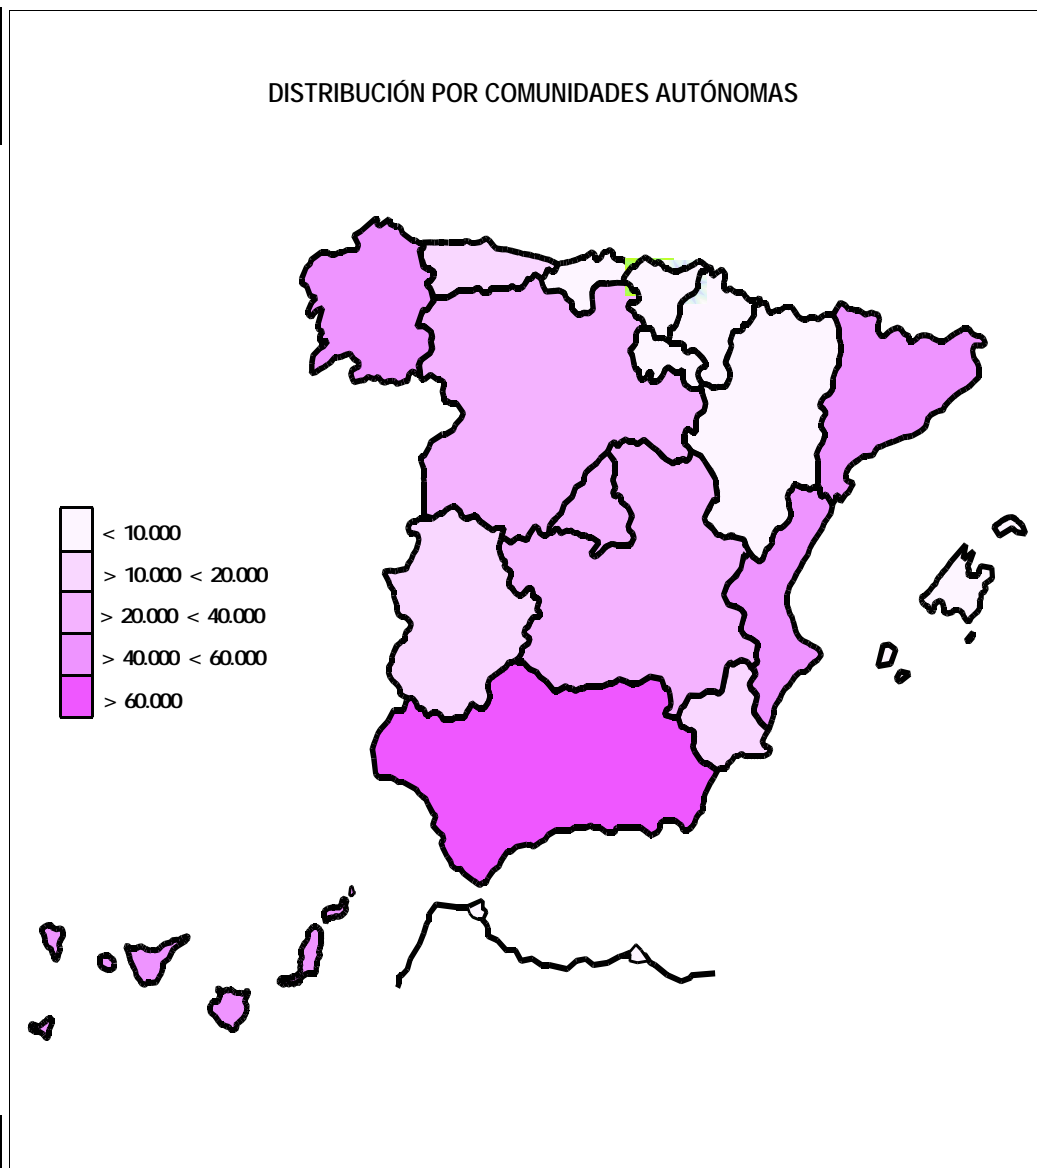 DISTRIBUCIÓN POR COMUNIDADES AUTÓNOMAS
< 10.000
> 10.000 < 20.000
> 20.000 < 40.000
> 40.000 < 60.000
> 60.000